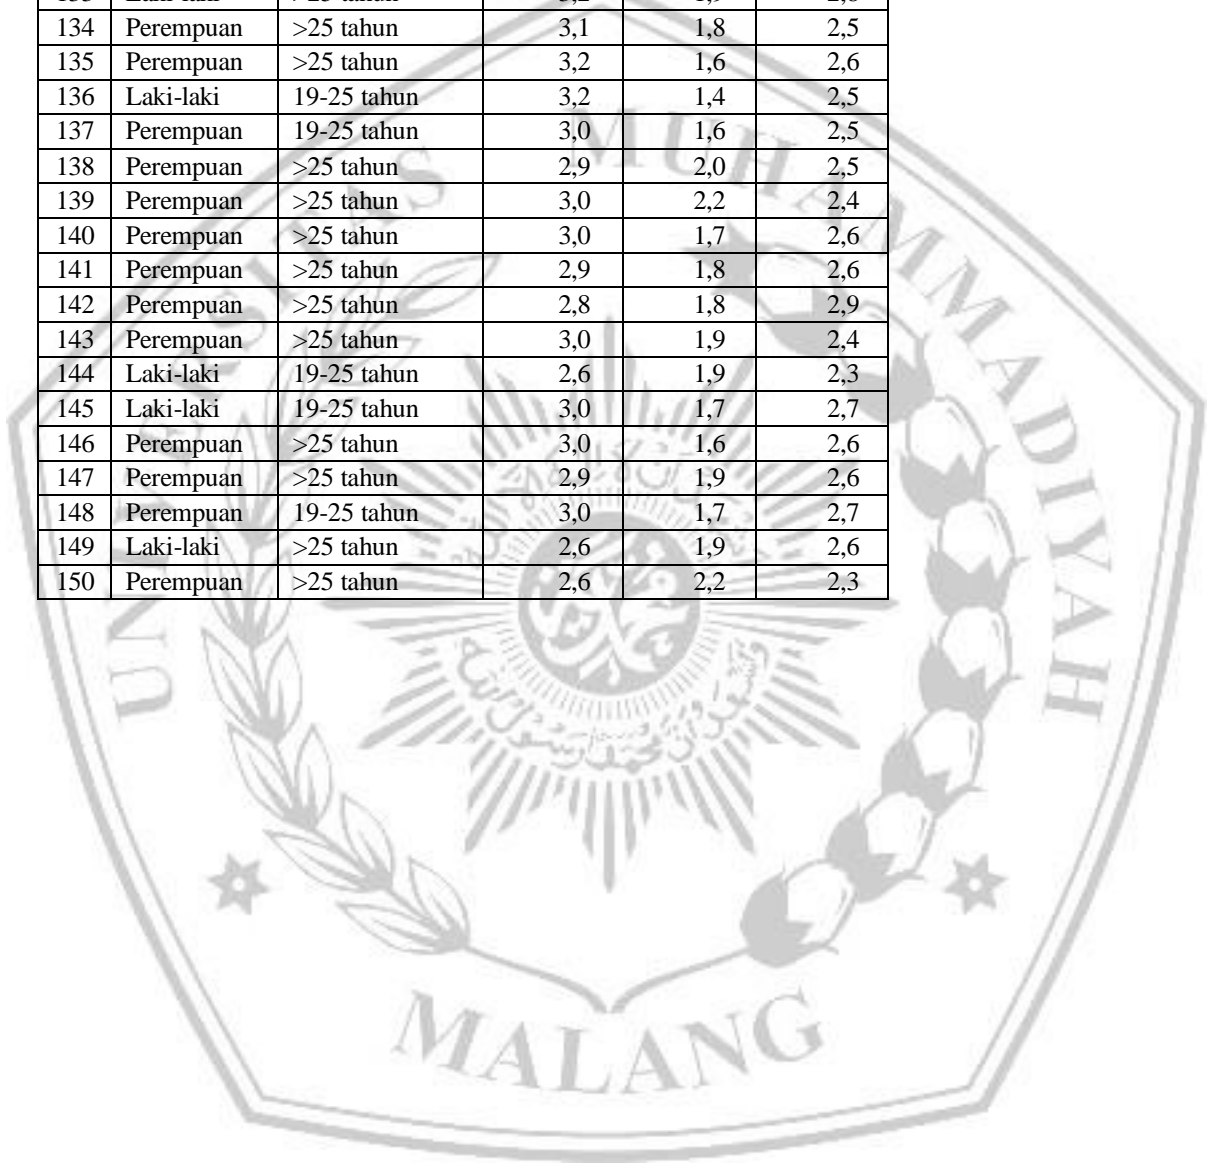 134 Perempuan >25 tahun 3,1 1,8 2,5
135 Perempuan >25 tahun 3,2 1,6 2,6
136 Laki-laki 19-25 tahun 3,2 1,4 2,5
137 Perempuan 19-25 tahun 3,0 1,6 2,5
138 Perempuan >25 tahun 2,9 2,0 2,5
139 Perempuan >25 tahun 3,0 2,2 2,4
140 Perempuan >25 tahun 3,0 1,7 2,6
141 Perempuan >25 tahun 2,9 1,8 2,6
142 Perempuan >25 tahun 2,8 1,8 2,9
143 Perempuan >25 tahun 3,0 1,9 2,4
144 Laki-laki 19-25 tahun 2,6 1,9 2,3
145 Laki-laki 19-25 tahun 3,0 1,7 2,7
146 Perempuan >25 tahun 3,0 1,6 2,6
147 Perempuan >25 tahun 2,9 1,9 2,6
148 Perempuan 19-25 tahun 3,0 1,7 2,7
149 Laki-laki >25 tahun 2,6 1,9 2,6
150 Perempuan >25 tahun 2,6 2,2 2,3
UNIVERSITAS MUHAMMADIYAH
MALANG